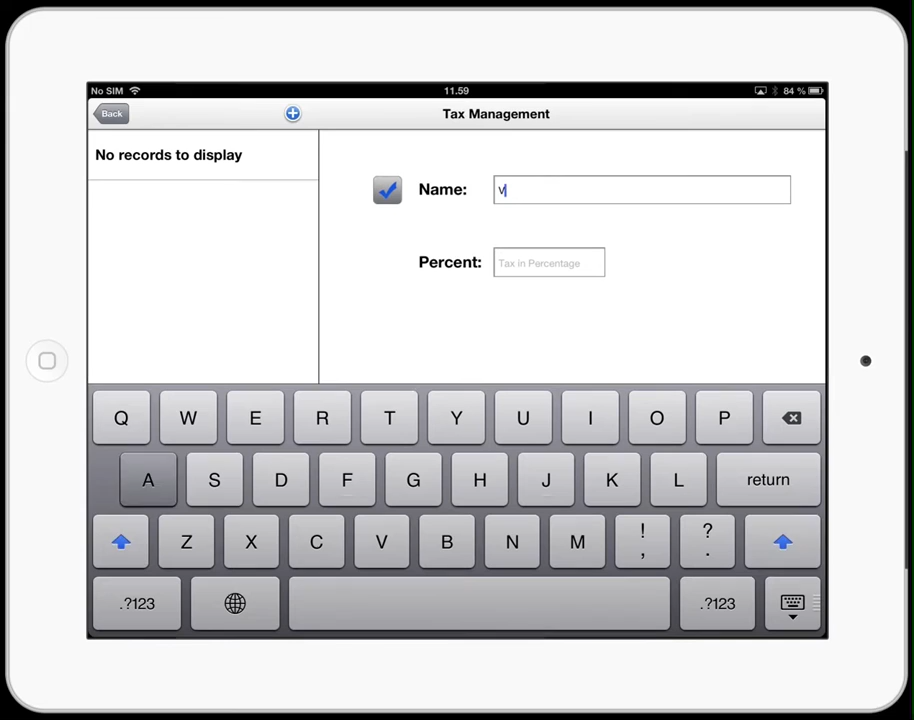 No SIM 11.59 84 %
Back Tax Management
No records to display
Name: v
Percent: Tax in Percentage
Q W E R T Y U I O P
A S D F G H J K L return
Z X C V B N M ! , ? .
.?123 .?123